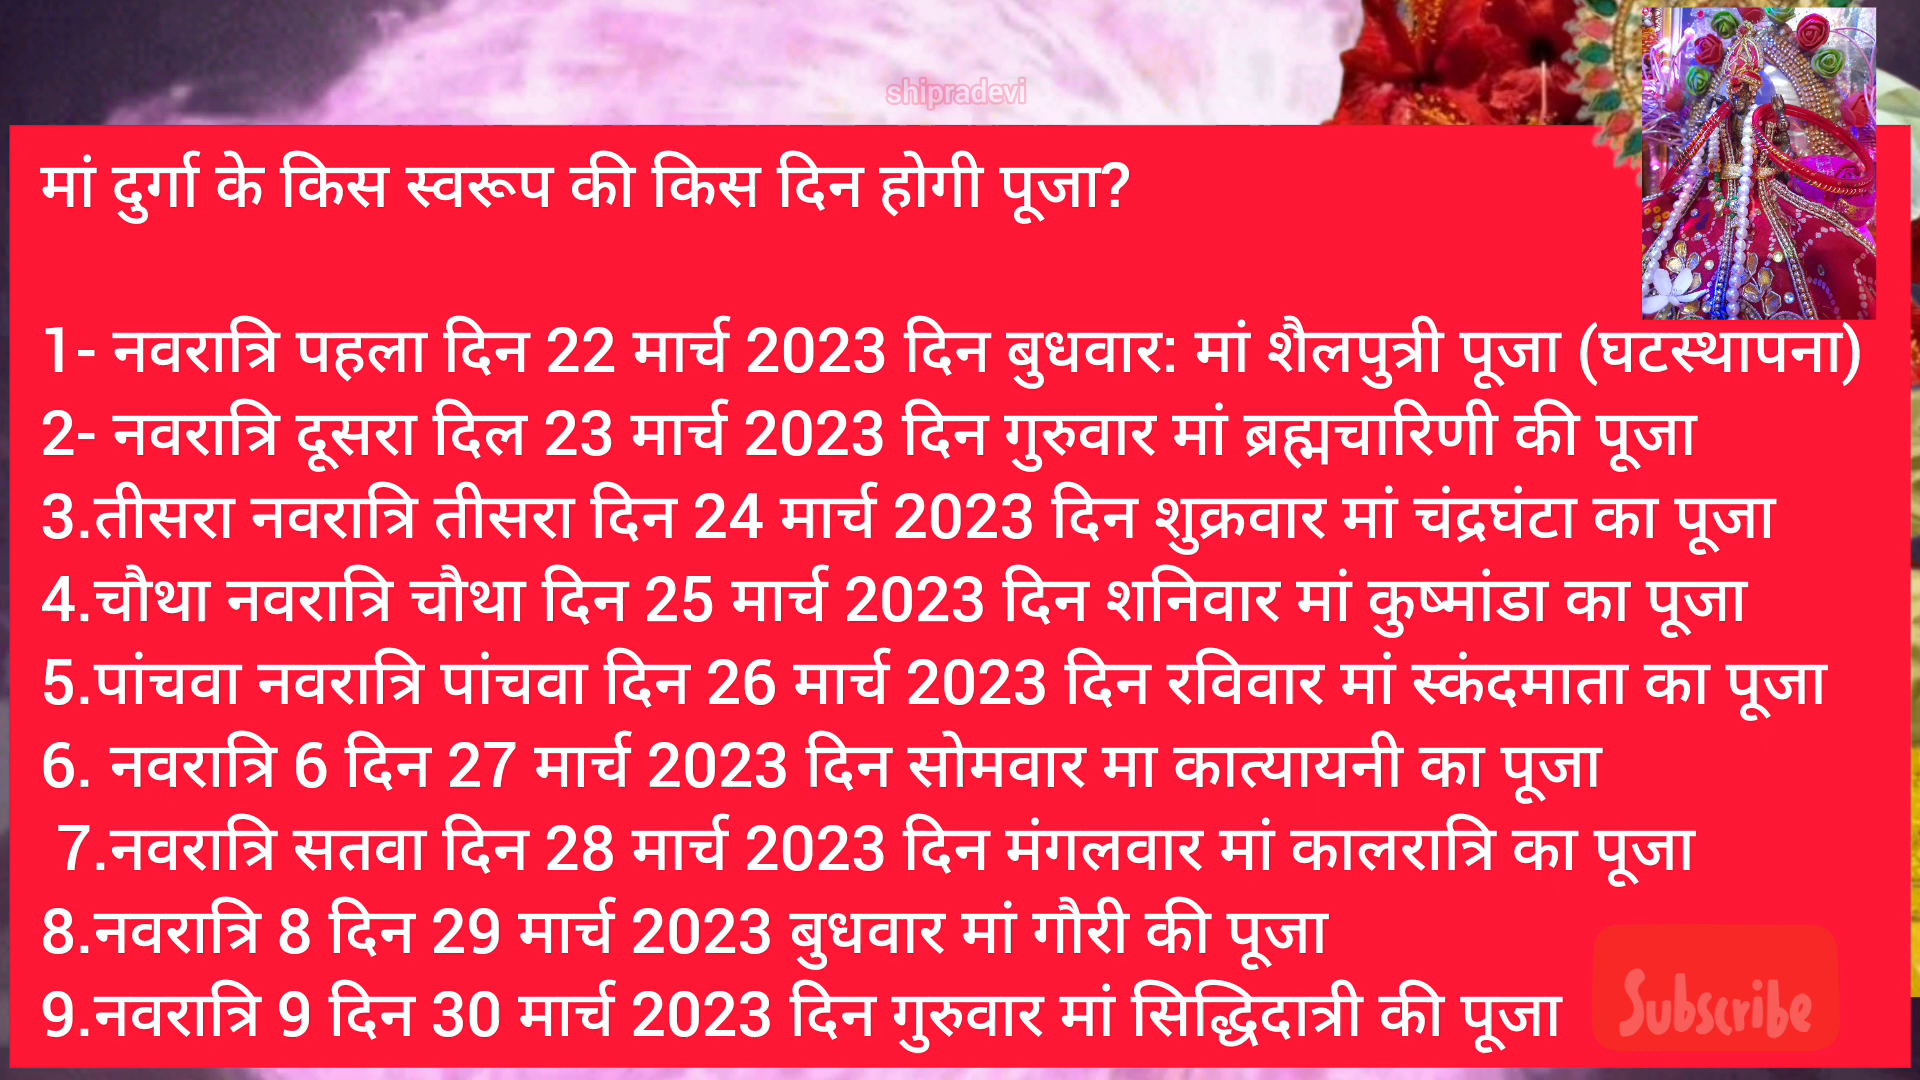 shipradevi
मां दुर्गा के किस स्वरूप की किस दिन होगी पूजा?
1- नवरात्रि पहला दिन 22 मार्च 2023 दिन बुधवार: मां शैलपुत्री पूजा (घटस्थापना)
2- नवरात्रि दूसरा दिल 23 मार्च 2023 दिन गुरुवार मां ब्रह्मचारिणी की पूजा
3.तीसरा नवरात्रि तीसरा दिन 24 मार्च 2023 दिन शुक्रवार मां चंद्रघंटा का पूजा
4.चौथा नवरात्रि चौथा दिन 25 मार्च 2023 दिन शनिवार मां कुष्मांडा का पूजा
5.पांचवा नवरात्रि पांचवा दिन 26 मार्च 2023 दिन रविवार मां स्कंदमाता का पूजा
6. नवरात्रि 6 दिन 27 मार्च 2023 दिन सोमवार मा कात्यायनी का पूजा
7.नवरात्रि सतवा दिन 28 मार्च 2023 दिन मंगलवार मां कालरात्रि का पूजा
8.नवरात्रि 8 दिन 29 मार्च 2023 बुधवार मां गौरी की पूजा
9.नवरात्रि 9 दिन 30 मार्च 2023 दिन गुरुवार मां सिद्धिदात्री की पूजा
Subscribe